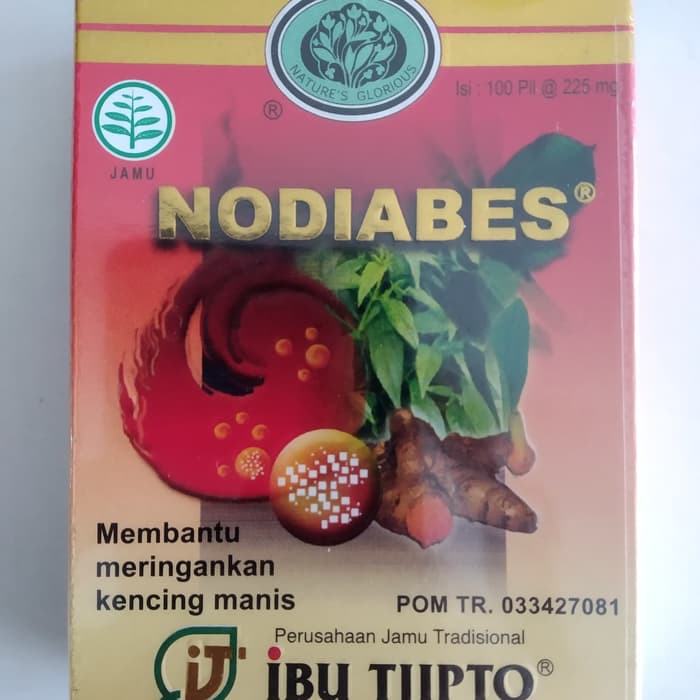 NATURE'S GLORIOUS
®
Isi : 100 Pil @ 225 mg
JAMU
NODIABES®
Membantu
meringankan
kencing manis
POM TR. 033427081
Perusahaan Jamu Tradisional
IBU TJIPTO®